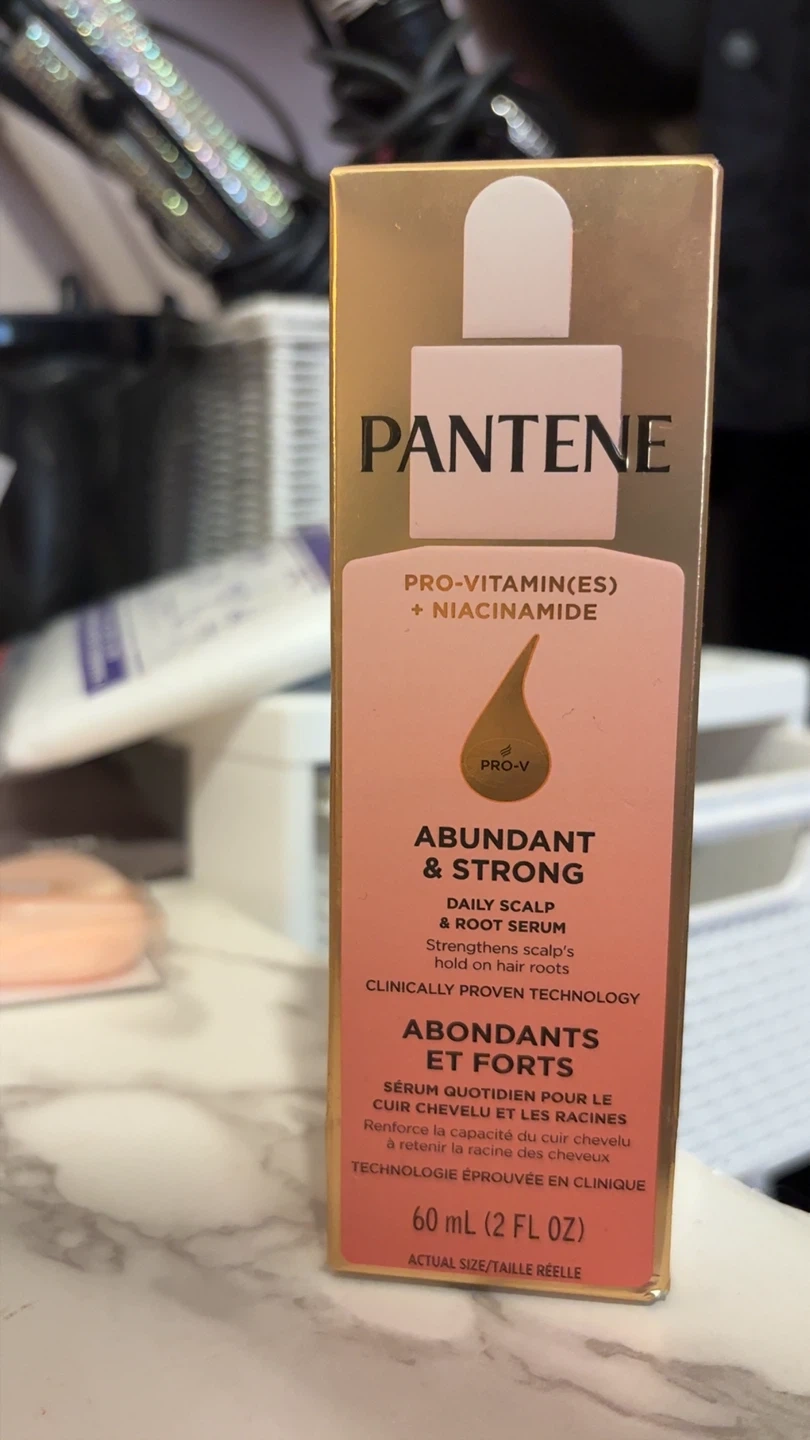 PANTENE
PRO-VITAMIN(ES)
+ NIACINAMIDE
PRO-V
ABUNDANT
& STRONG
DAILY SCALP
& ROOT SERUM
Strengthens scalp's
hold on hair roots
CLINICALLY PROVEN TECHNOLOGY
ABONDANTS
ET FORTS
SÉRUM QUOTIDIEN POUR LE
CUIR CHEVELU ET LES RACINES
Renforce la capacité du cuir chevelu
à retenir la racine des cheveux
TECHNOLOGIE ÉPROUVÉE EN CLINIQUE
60 mL (2 FL OZ)
ACTUAL SIZE/TAILLE RÉELLE